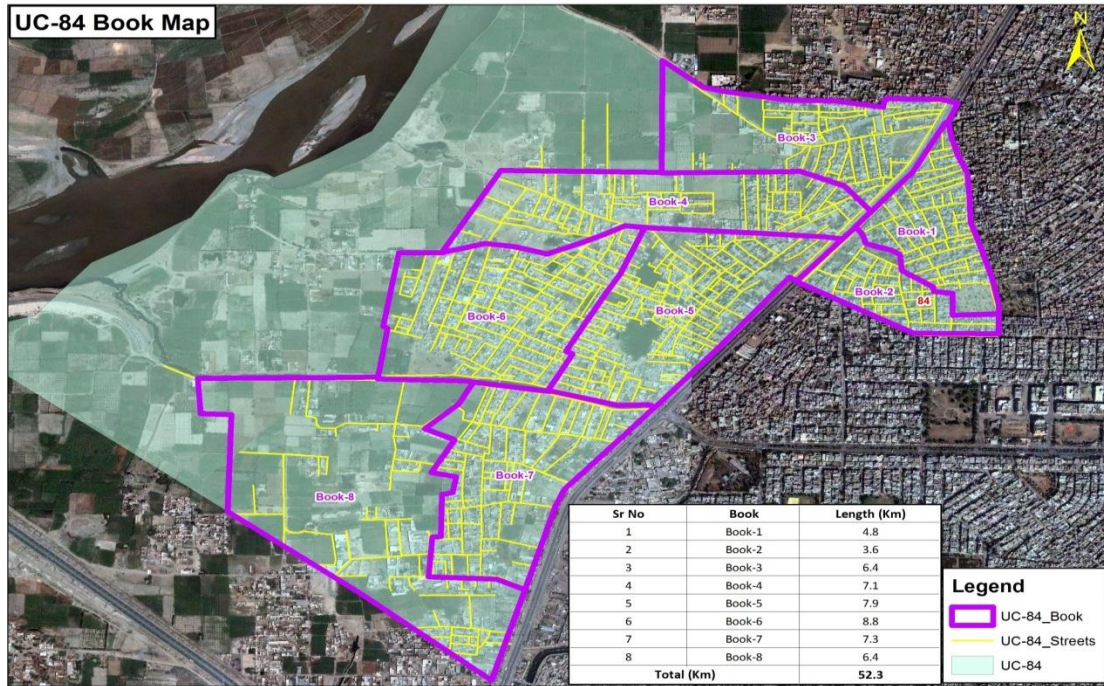 UC-84 Book Map
N
Book-3
Book-4
Book-1
Book-2
84
Book-5
Book-6
Book-7
Book-8
Sr No Book Length (Km)
1 Book-1 4.8
2 Book-2 3.6
3 Book-3 6.4
4 Book-4 7.1
5 Book-5 7.9
6 Book-6 8.8
7 Book-7 7.3
8 Book-8 6.4
Total (Km) 52.3
Legend
UC-84_Book
UC-84_Streets
UC-84